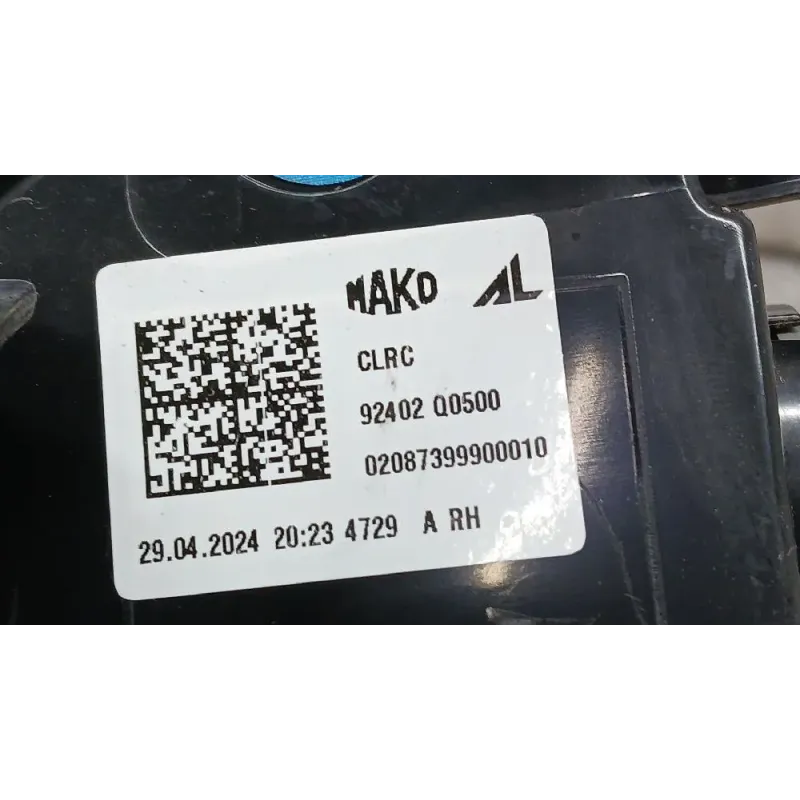 MAKO AL
CLRC
92402 Q0500
02087399900010
29.04.2024 20:23 4729 A RH